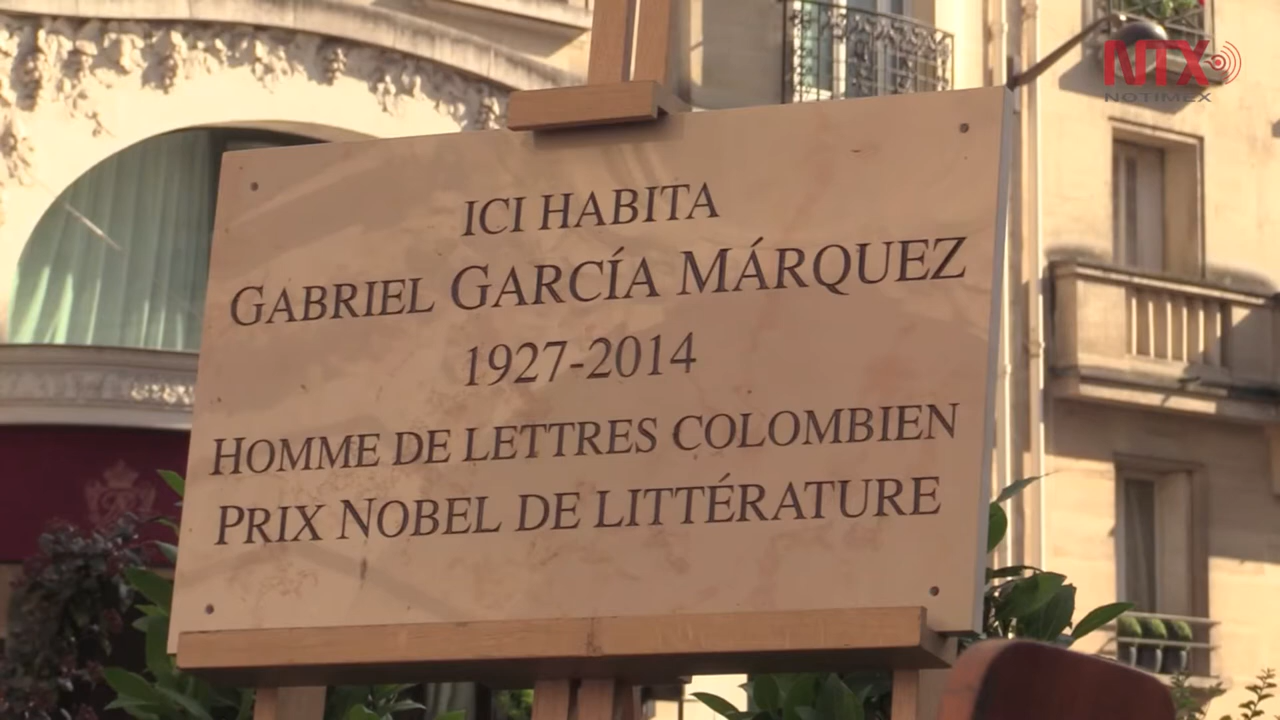 NTX
NOTIMEX
ICI HABITA
GABRIEL GARCÍA MÁRQUEZ
1927-2014
HOMME DE LETTRES COLOMBIEN
PRIX NOBEL DE LITTÉRATURE